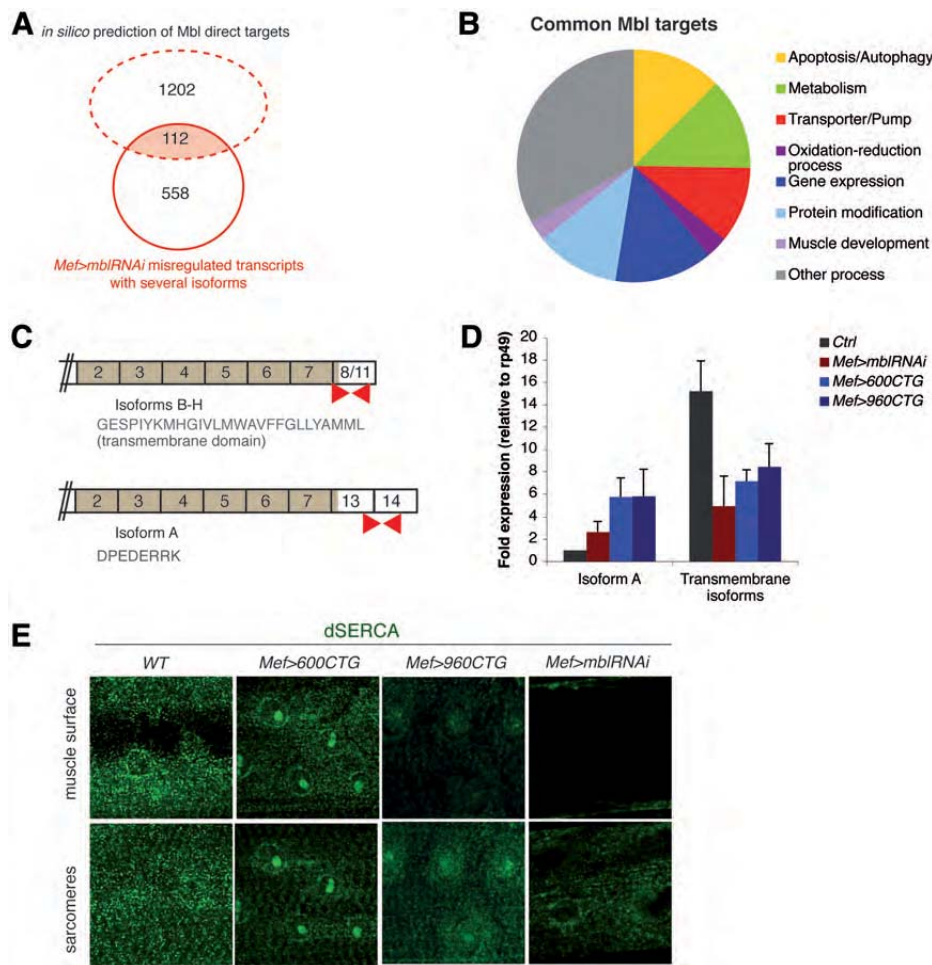 A
in silico prediction of Mbl direct targets
1202
112
558
Mef>mblRNAi misregulated transcripts
with several isoforms
B
Common Mbl targets
Apoptosis/Autophagy
Metabolism
Transporter/Pump
Oxidation-reduction
process
Gene expression
Protein modification
Muscle development
Other process
C
2 3 4 5 6 7 8/11
Isoforms B-H
GESPIYKMHGIVLMWAVFFGLLYAMML
(transmembrane domain)
2 3 4 5 6 7 13 14
Isoform A
DPEDERRK
D
Fold expression (relative to rp49)
20
18
16
14
12
10
8
6
4
2
0
Isoform A
Transmembrane
isoforms
Ctrl
Mef>mblRNAi
Mef>600CTG
Mef>960CTG
E
dSERCA
WT Mef>600CTG Mef>960CTG Mef>mblRNAi
muscle surface
sarcomeres